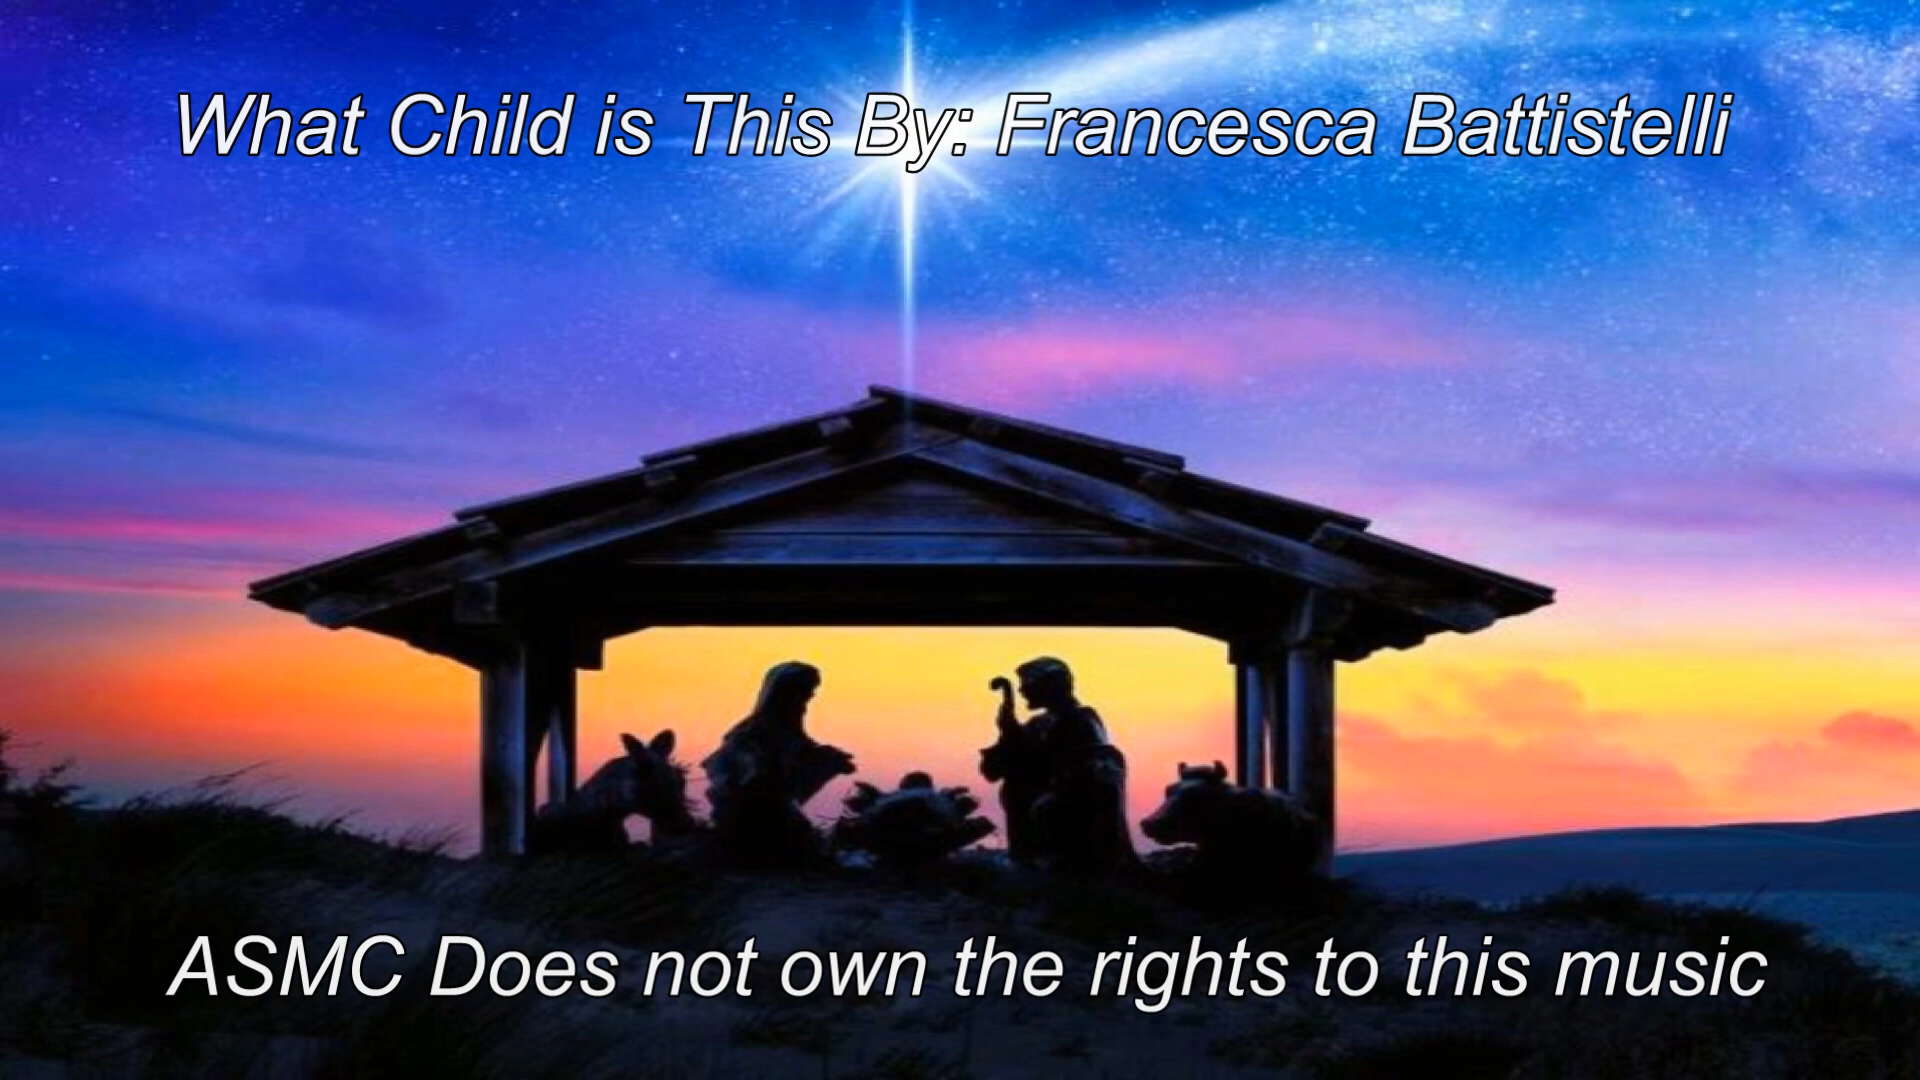 What Child is This By: Francesca Battistelli
ASMC Does not own the rights to this music